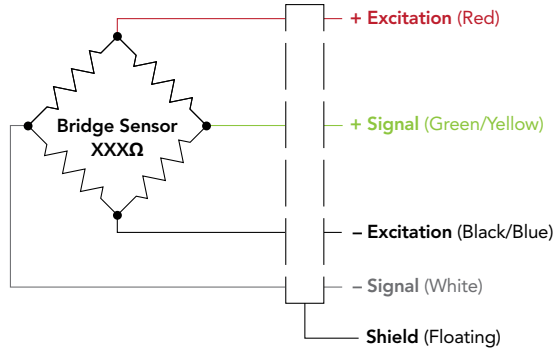 + Excitation (Red)
Bridge Sensor
XXXΩ
+ Signal (Green/Yellow)
– Excitation (Black/Blue)
– Signal (White)
Shield (Floating)